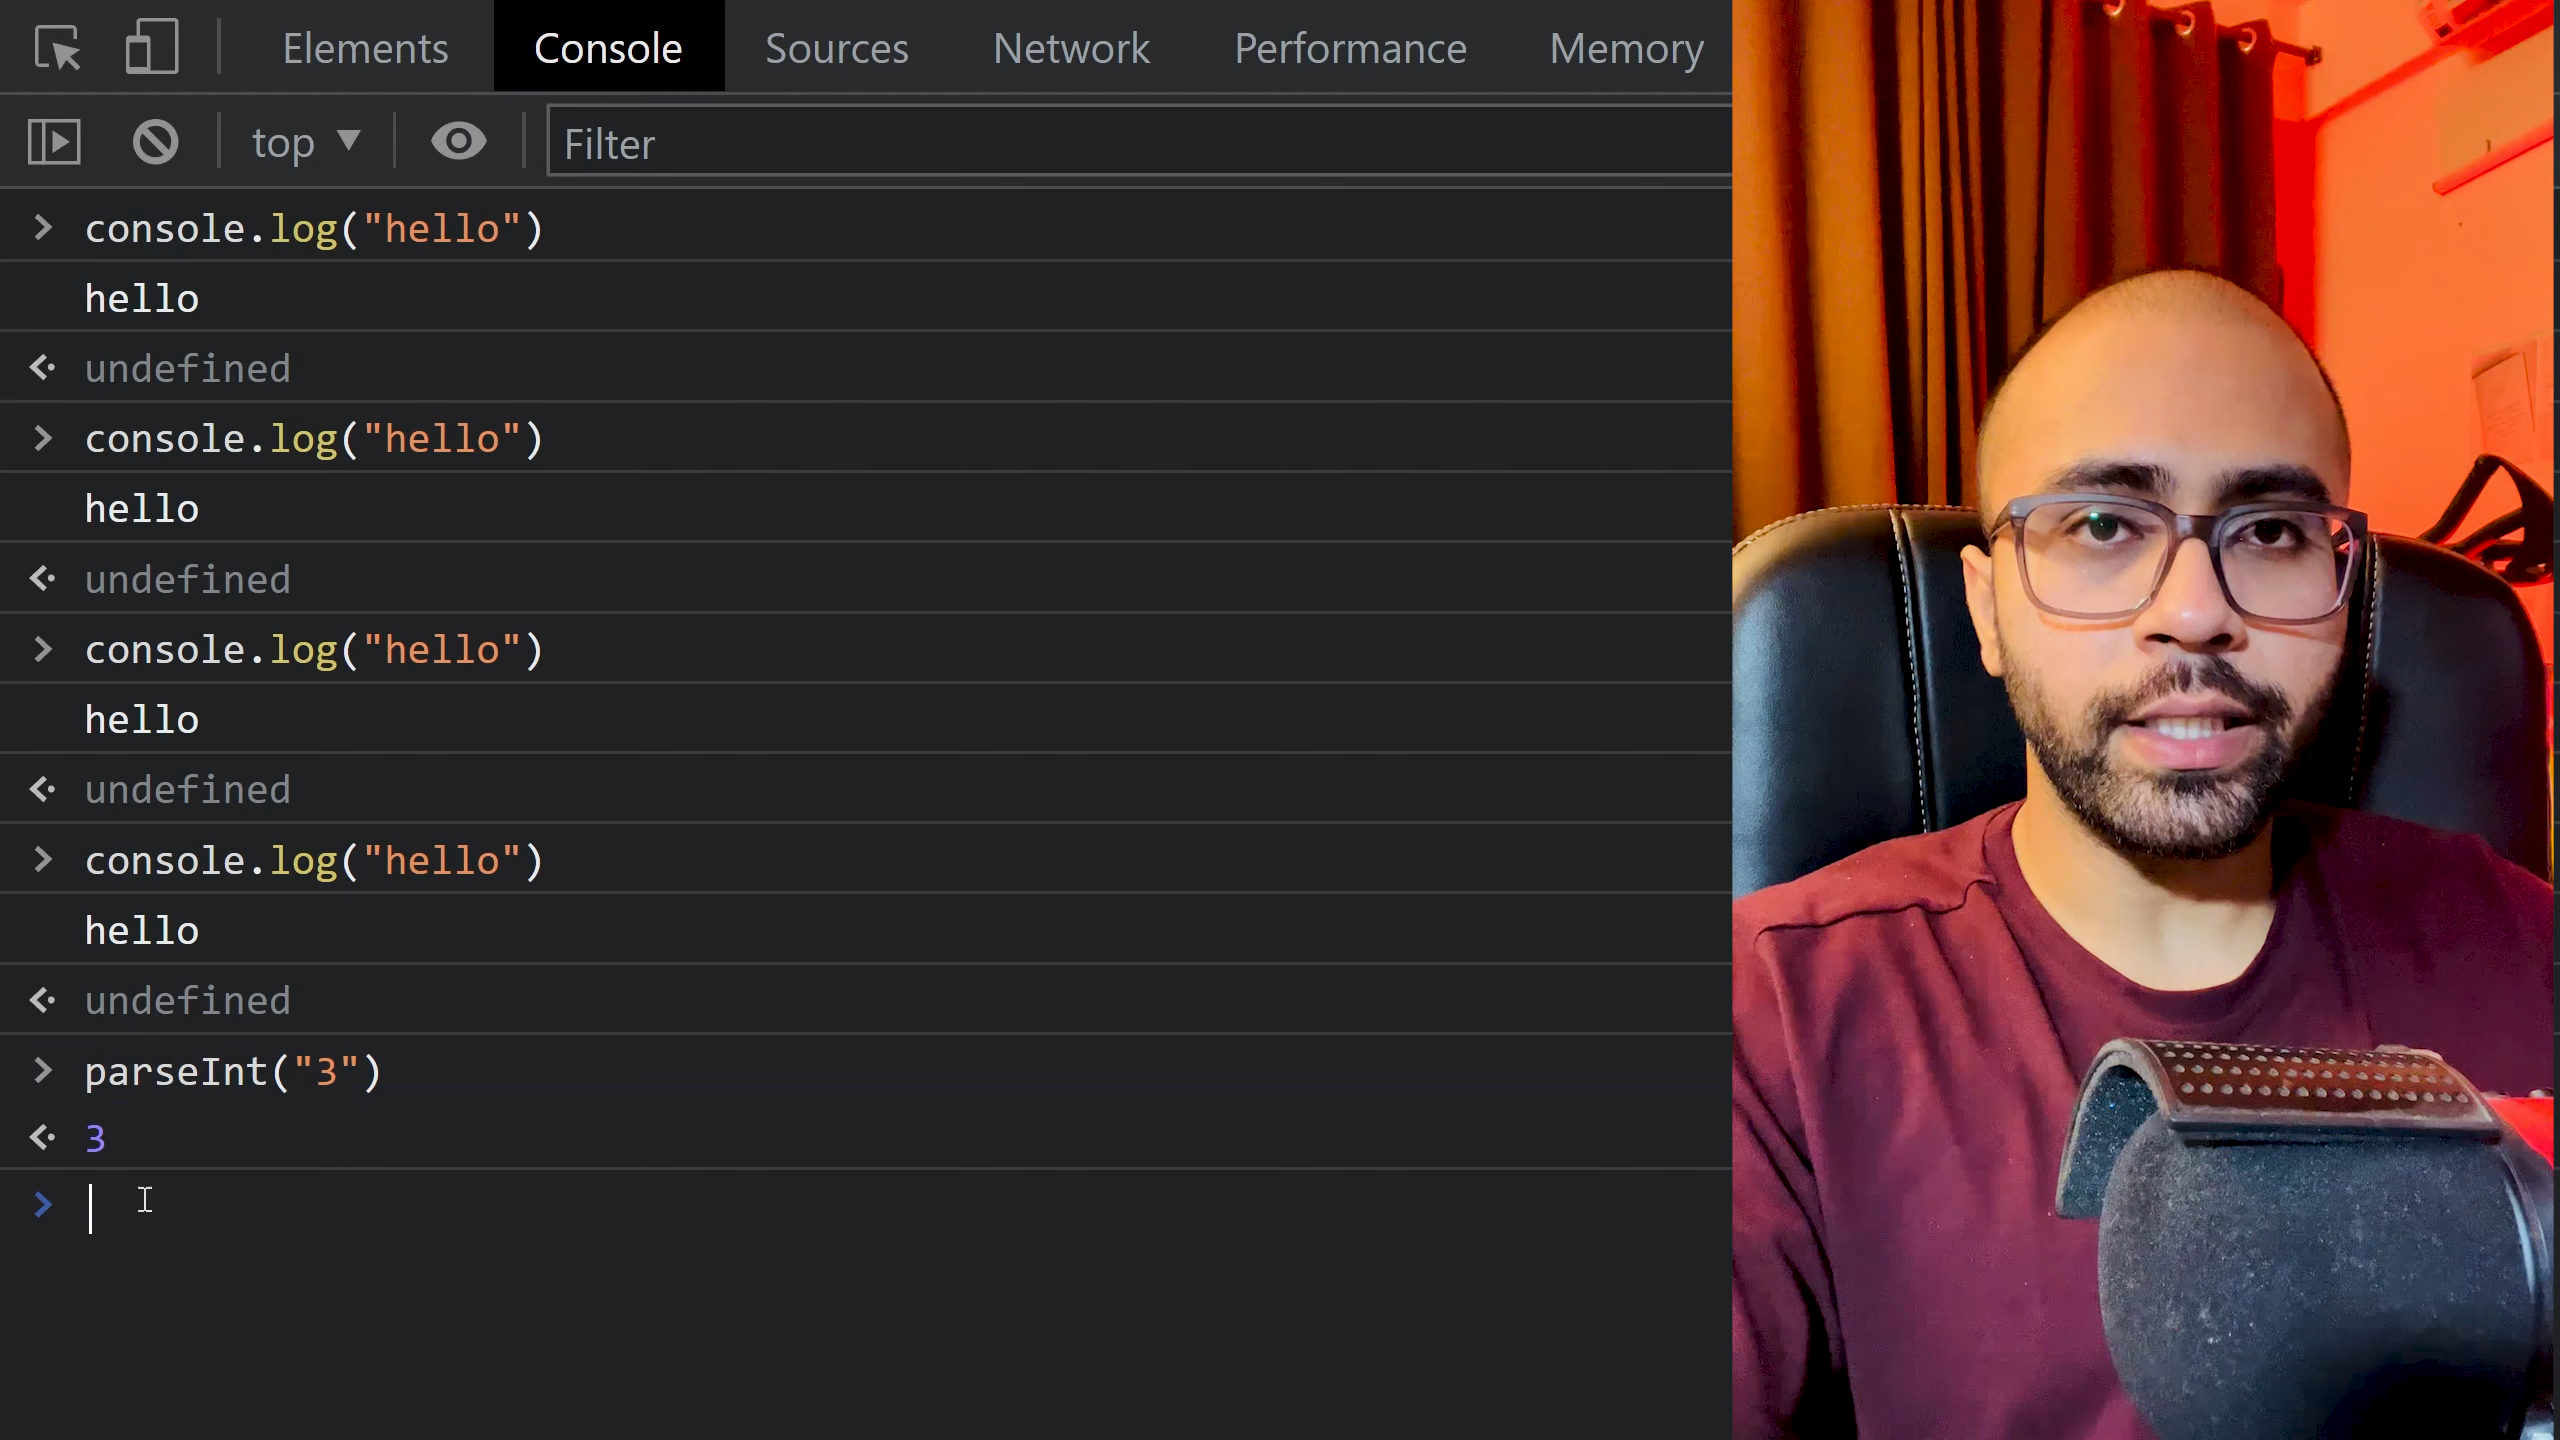 Elements Console Sources Network Performance Memory
top ▼ Filter
> console.log("hello")
hello
undefined
> console.log("hello")
hello
undefined
> console.log("hello")
hello
undefined
> console.log("hello")
hello
undefined
> parseInt("3")
3
>